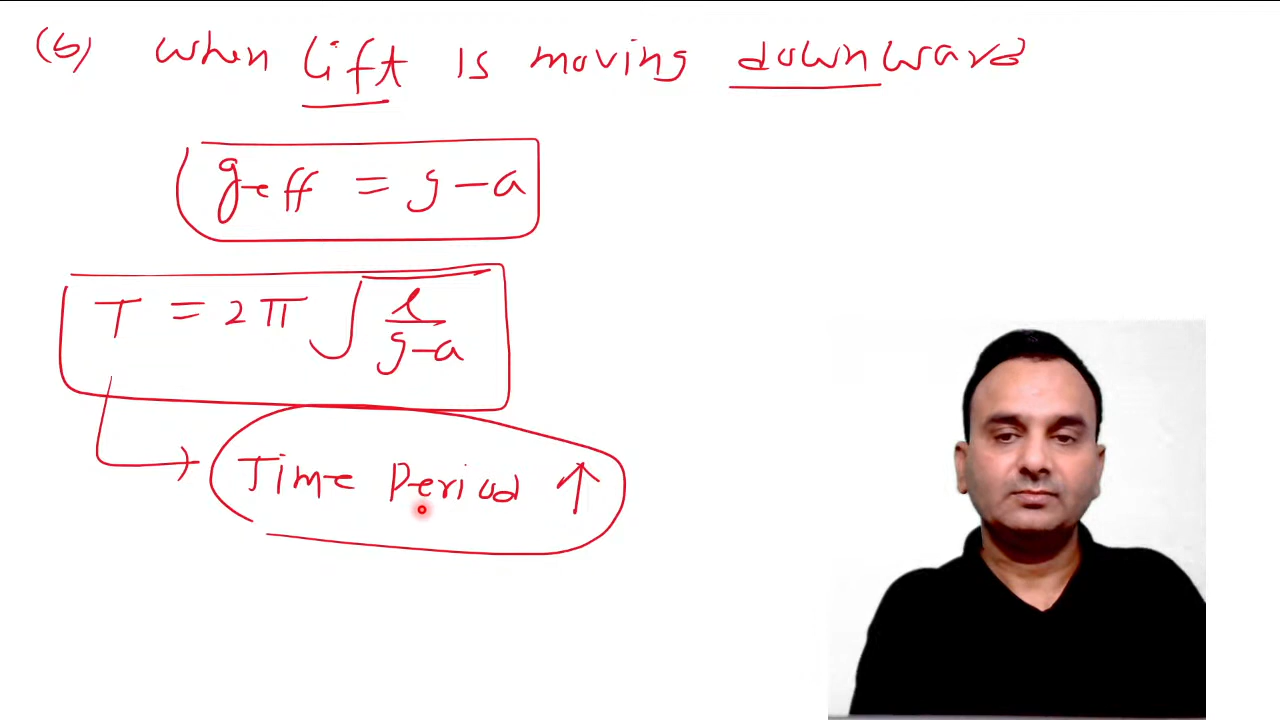 (b) when lift is moving downward
geff = g-a
T = 2π √(l/(g-a))
Time Period ↑